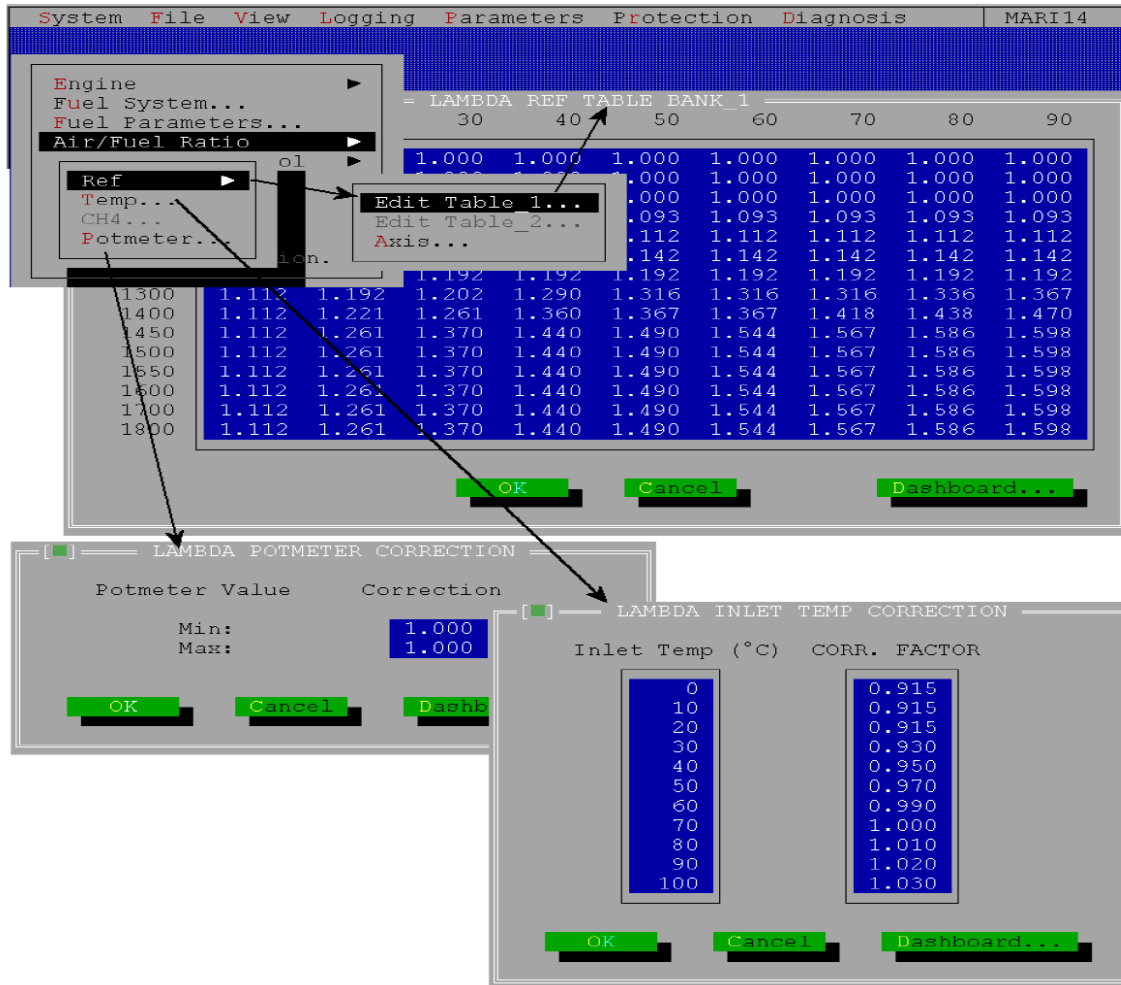 System File View Logging Parameters Protection Diagnosis MARI14
Engine
Fuel System...
Fuel Parameters...
Air/Fuel Ratio
ol
Ref
Temp...
CH4...
Potmeter...
ion.
Edit Table_1...
Edit Table_2...
Axis...
LAMBDA REF TABLE BANK_1
30 40 50 60 70 80 90
1.000 1.000 1.000 1.000 1.000 1.000 1.000
.000 1.000 1.000 1.000 1.000
.000 1.000 1.000 1.000 1.000
.093 1.093 1.093 1.093 1.093
.112 1.112 1.112 1.112 1.112
.142 1.142 1.142 1.142 1.142
1.192 1.192 1.192 1.192 1.192 1.192 1.192
1300 1.112 1.192 1.202 1.290 1.316 1.316 1.316 1.336 1.367
1400 1.112 1.221 1.261 1.360 1.367 1.367 1.418 1.438 1.470
1450 1.112 1.261 1.370 1.440 1.490 1.544 1.567 1.586 1.598
1500 1.112 1.261 1.370 1.440 1.490 1.544 1.567 1.586 1.598
1550 1.112 1.261 1.370 1.440 1.490 1.544 1.567 1.586 1.598
1600 1.112 1.261 1.370 1.440 1.490 1.544 1.567 1.586 1.598
1700 1.112 1.261 1.370 1.440 1.490 1.544 1.567 1.586 1.598
1800 1.112 1.261 1.370 1.440 1.490 1.544 1.567 1.586 1.598
OK Cancel Dashboard...
LAMBDA POTMETER CORRECTION
Potmeter Value Correction
Min: 1.000
Max: 1.000
OK Cancel Dashb
LAMBDA INLET TEMP CORRECTION
Inlet Temp (°C) CORR. FACTOR
0 0.915
10 0.915
20 0.915
30 0.930
40 0.950
50 0.970
60 0.990
70 1.000
80 1.010
90 1.020
100 1.030
OK Cancel Dashboard...